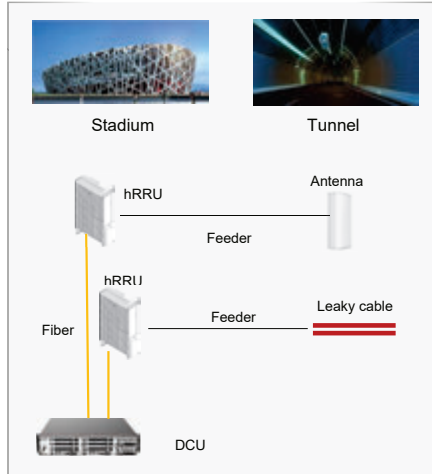 Stadium
Tunnel
hRRU
Antenna
Feeder
hRRU
Leaky cable
Feeder
Fiber
DCU